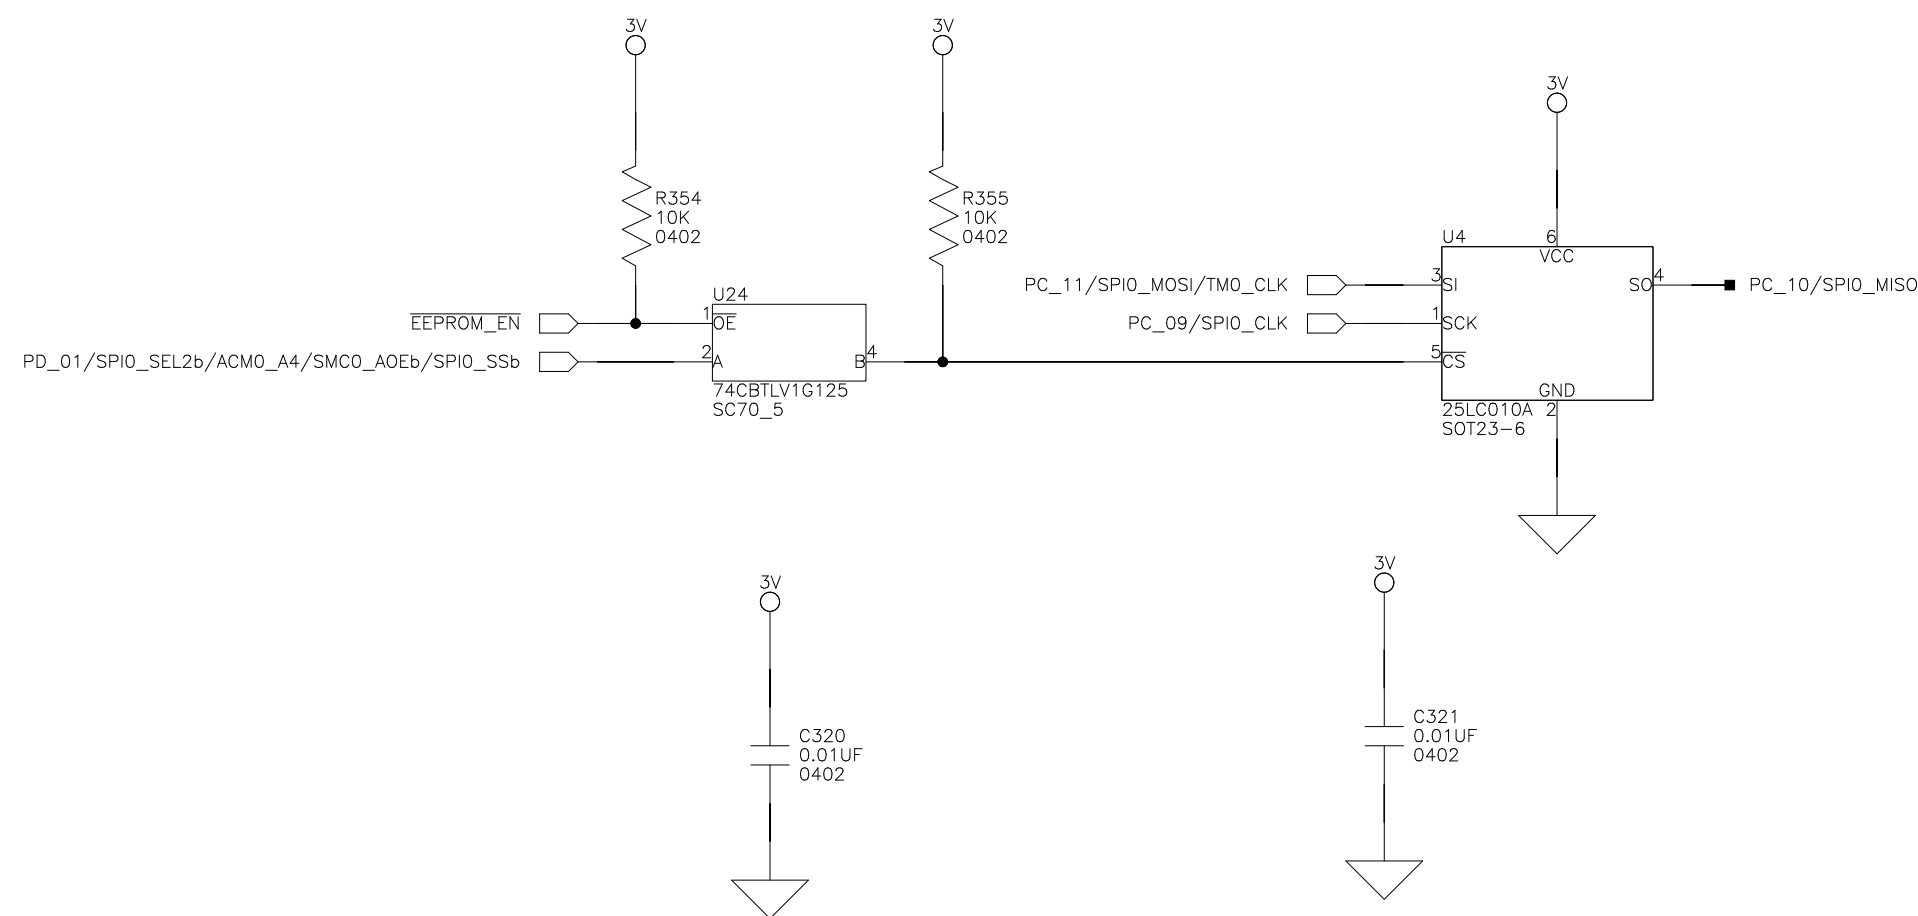 3V
3V
3V
R354
10K
0402
R355
10K
0402
U4
6
VCC
PC_11/SPI0_MOSI/TM0_CLK
3
SI
SO
4
PC_10/SPI0_MISO
U24
EEPROM_EN
1
OE
PC_09/SPI0_CLK
1
SCK
PD_01/SPI0_SEL2b/ACM0_A4/SMC0_AOEb/SPI0_SSb
2
A
B
4
5
CS
74CBTLV1G125
SC70_5
GND
25LC010A
2
SOT23-6
3V
3V
C320
0.01UF
0402
C321
0.01UF
0402